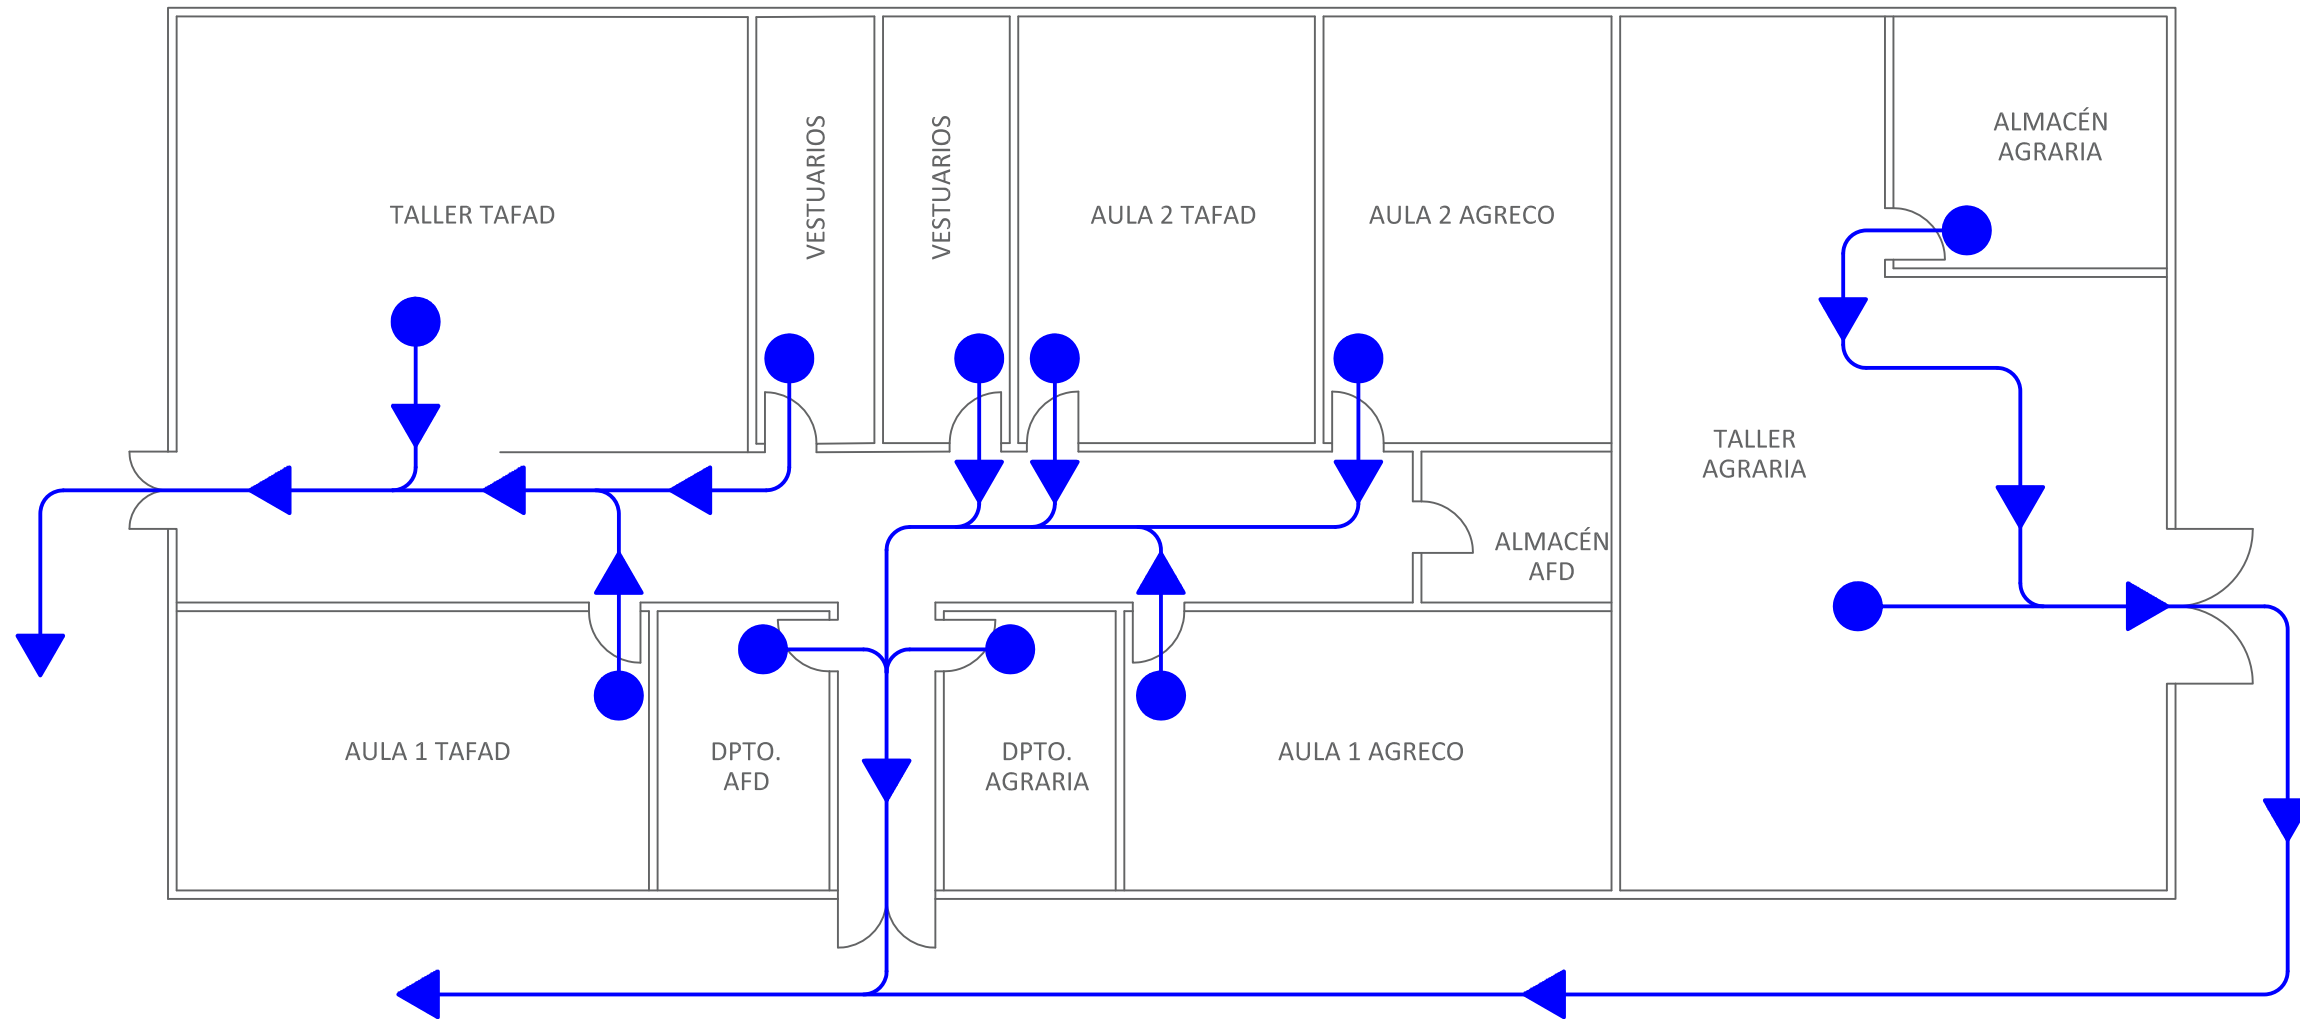 ALMACÉN
AGRARIA
TALLER TAFAD
VESTUARIOS
VESTUARIOS
AULA 2 TAFAD
AULA 2 AGRECO
TALLER
AGRARIA
ALMACÉN
AFD
AULA 1 TAFAD
DPTO.
AFD
DPTO.
AGRARIA
AULA 1 AGRECO